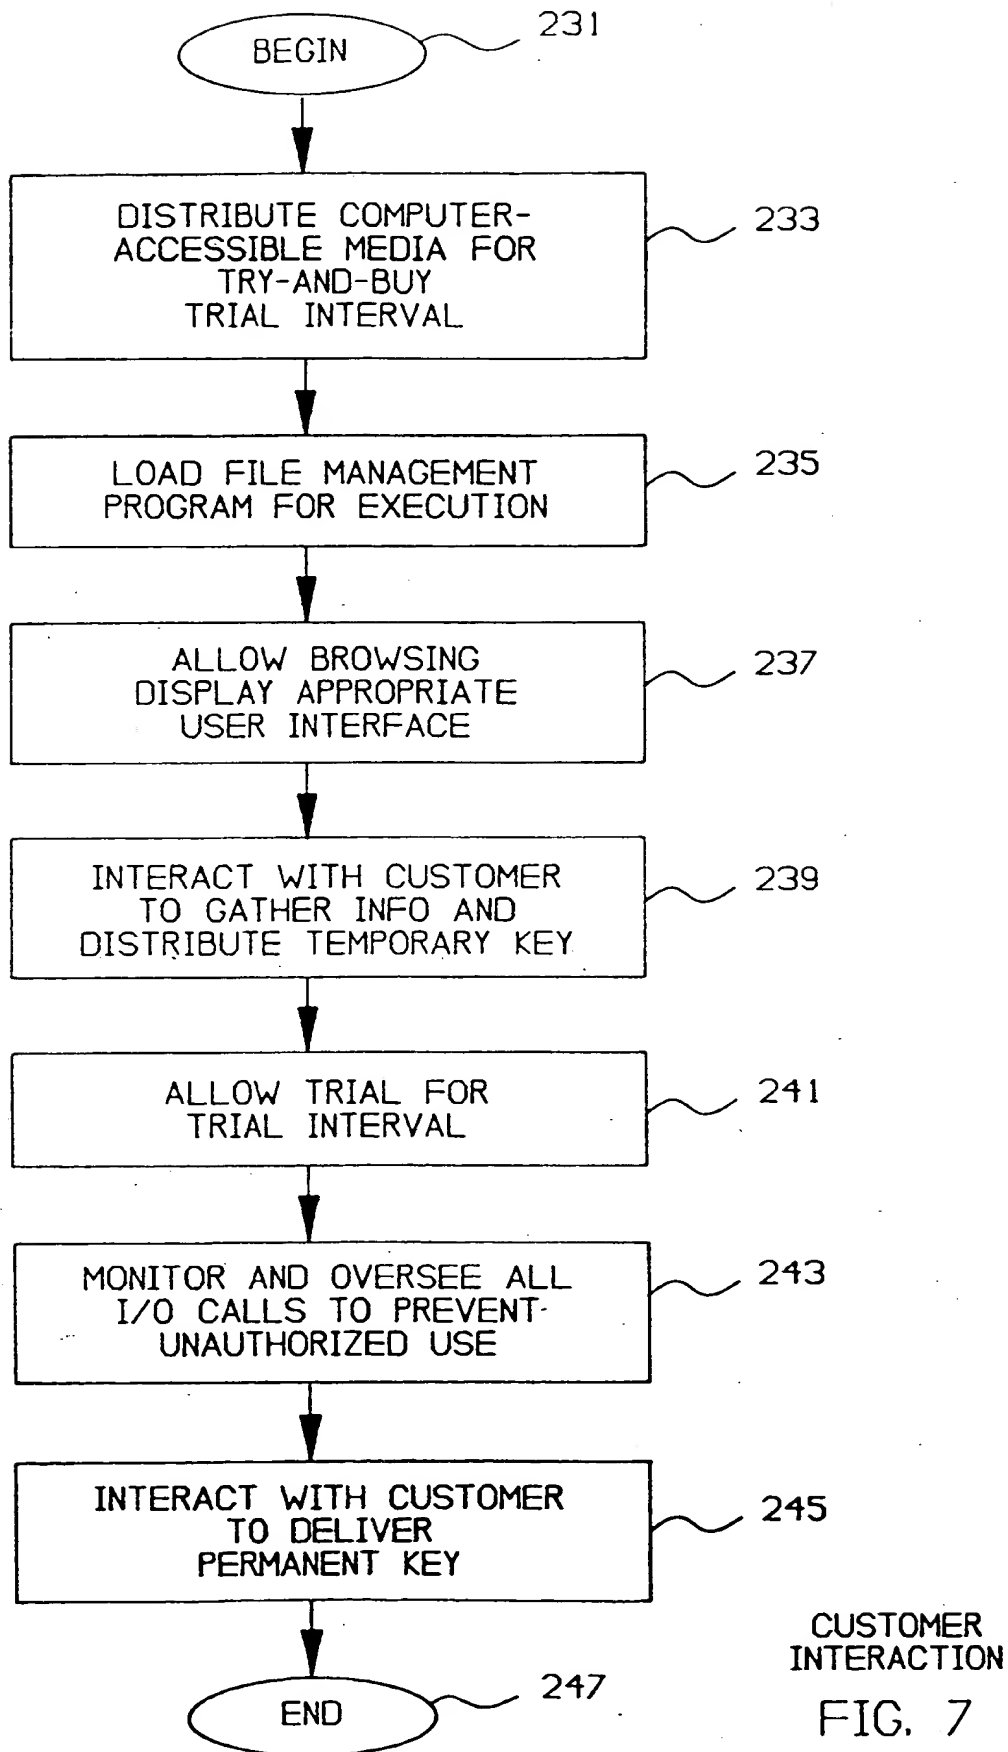 BEGIN
231
DISTRIBUTE COMPUTER-
ACCESSIBLE MEDIA FOR
TRY-AND-BUY
TRIAL INTERVAL
233
LOAD FILE MANAGEMENT
PROGRAM FOR EXECUTION
235
ALLOW BROWSING
DISPLAY APPROPRIATE
USER INTERFACE
237
INTERACT WITH CUSTOMER
TO GATHER INFO AND
DISTRIBUTE TEMPORARY KEY
239
ALLOW TRIAL FOR
TRIAL INTERVAL
241
MONITOR AND OVERSEE ALL
I/O CALLS TO PREVENT
UNAUTHORIZED USE
243
INTERACT WITH CUSTOMER
TO DELIVER
PERMANENT KEY
245
END
247
CUSTOMER
INTERACTION
FIG. 7